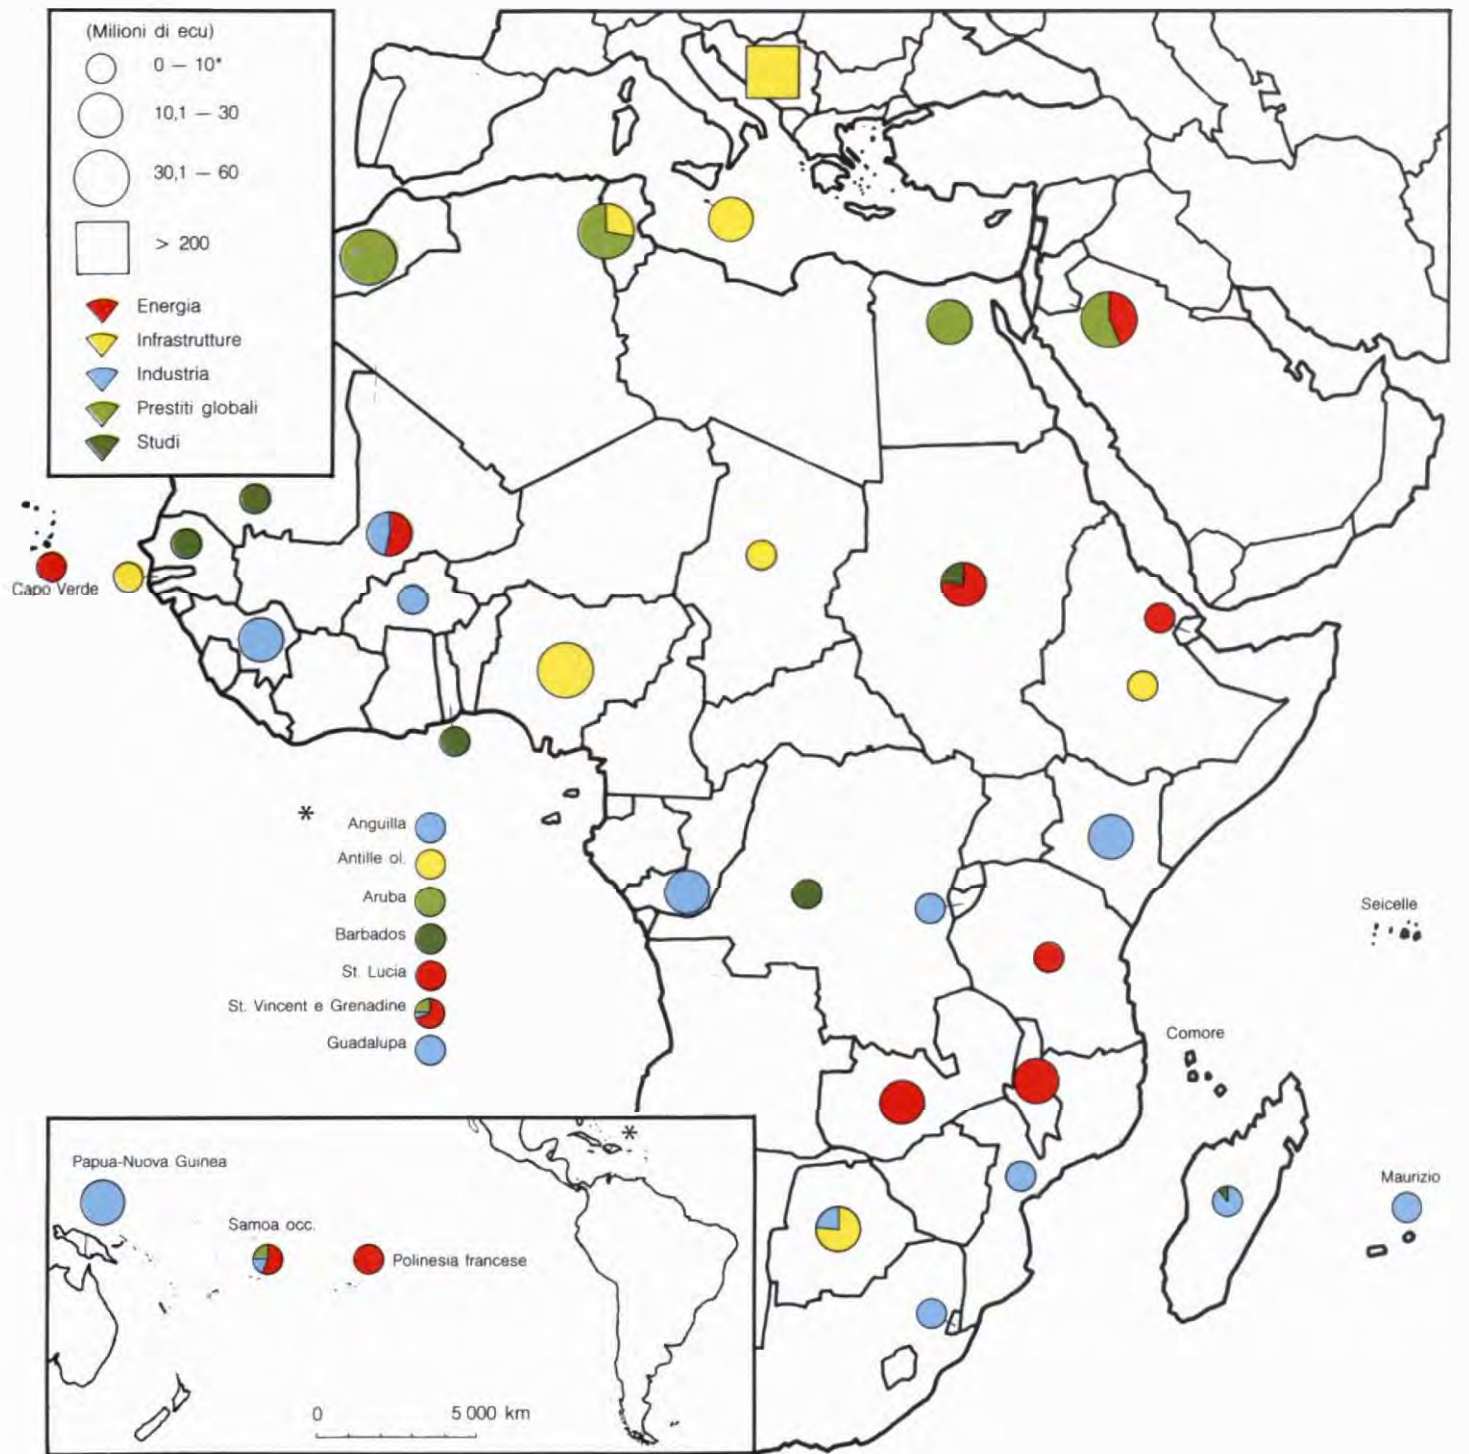 (Milioni di ecu)
0 — 10*
10,1 — 30
30,1 — 60
> 200
Energia
Infrastrutture
Industria
Prestiti globali
Studi
Capo Verde
*
Anguilla
Antille ol.
Aruba
Barbados
St. Lucia
St. Vincent e Grenadine
Guadalupa
Seicelle
Comore
Maurizio
*
Papua-Nuova Guinea
Samoa occ.
Polinesia francese
0 5 000 km